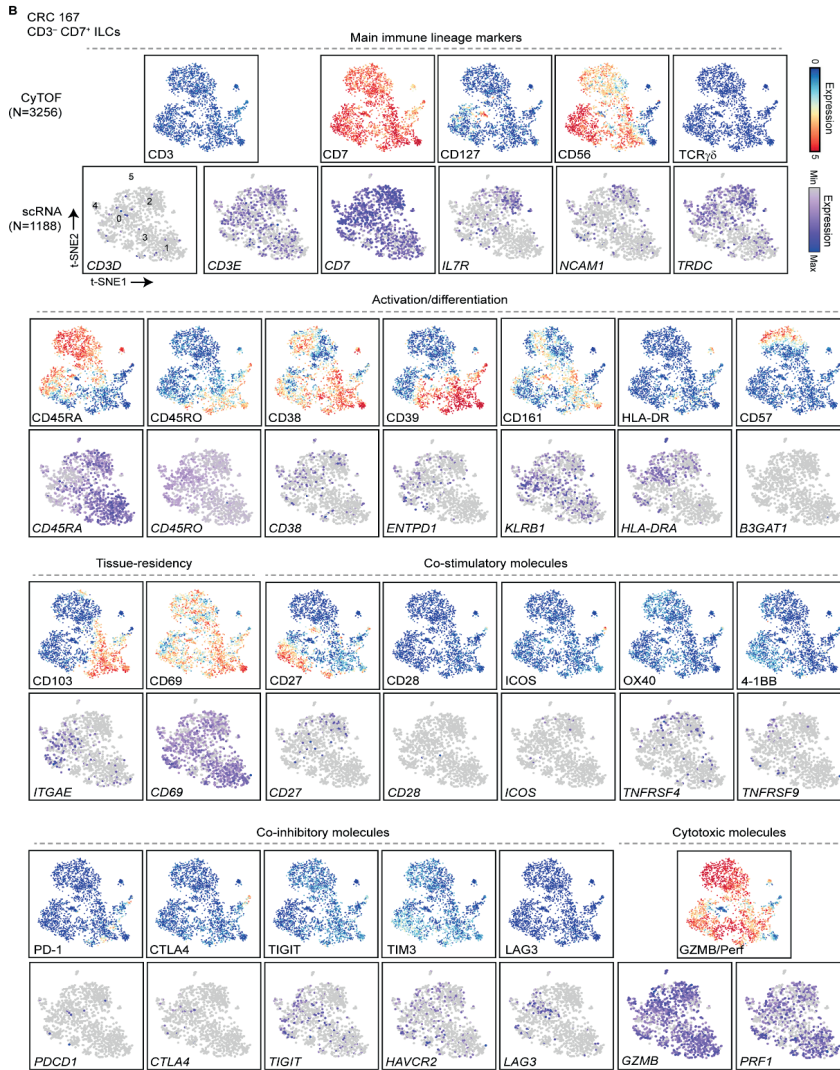 B
CRC 167
CD3⁻ CD7⁺ ILCs
Main immune lineage markers
CyTOF
(N=3256)
CD3
CD7
CD127
CD56
TCRγδ
0
Expression
5
scRNA
(N=1188)
t-SNE2
5
4
2
0
3
1
CD3D
CD3E
CD7
IL7R
NCAM1
TRDC
t-SNE1
Min
Expression
Max
Activation/differentiation
CD45RA
CD45RO
CD38
CD39
CD161
HLA-DR
CD57
CD45RA
CD45RO
CD38
ENTPD1
KLRB1
HLA-DRA
B3GAT1
Tissue-residency
Co-stimulatory molecules
CD103
CD69
CD27
CD28
ICOS
OX40
4-1BB
ITGAE
CD69
CD27
CD28
ICOS
TNFRSF4
TNFRSF9
Co-inhibitory molecules
Cytotoxic molecules
PD-1
CTLA4
TIGIT
TIM3
LAG3
GZMB/Perf
PDCD1
CTLA4
TIGIT
HAVCR2
LAG3
GZMB
PRF1